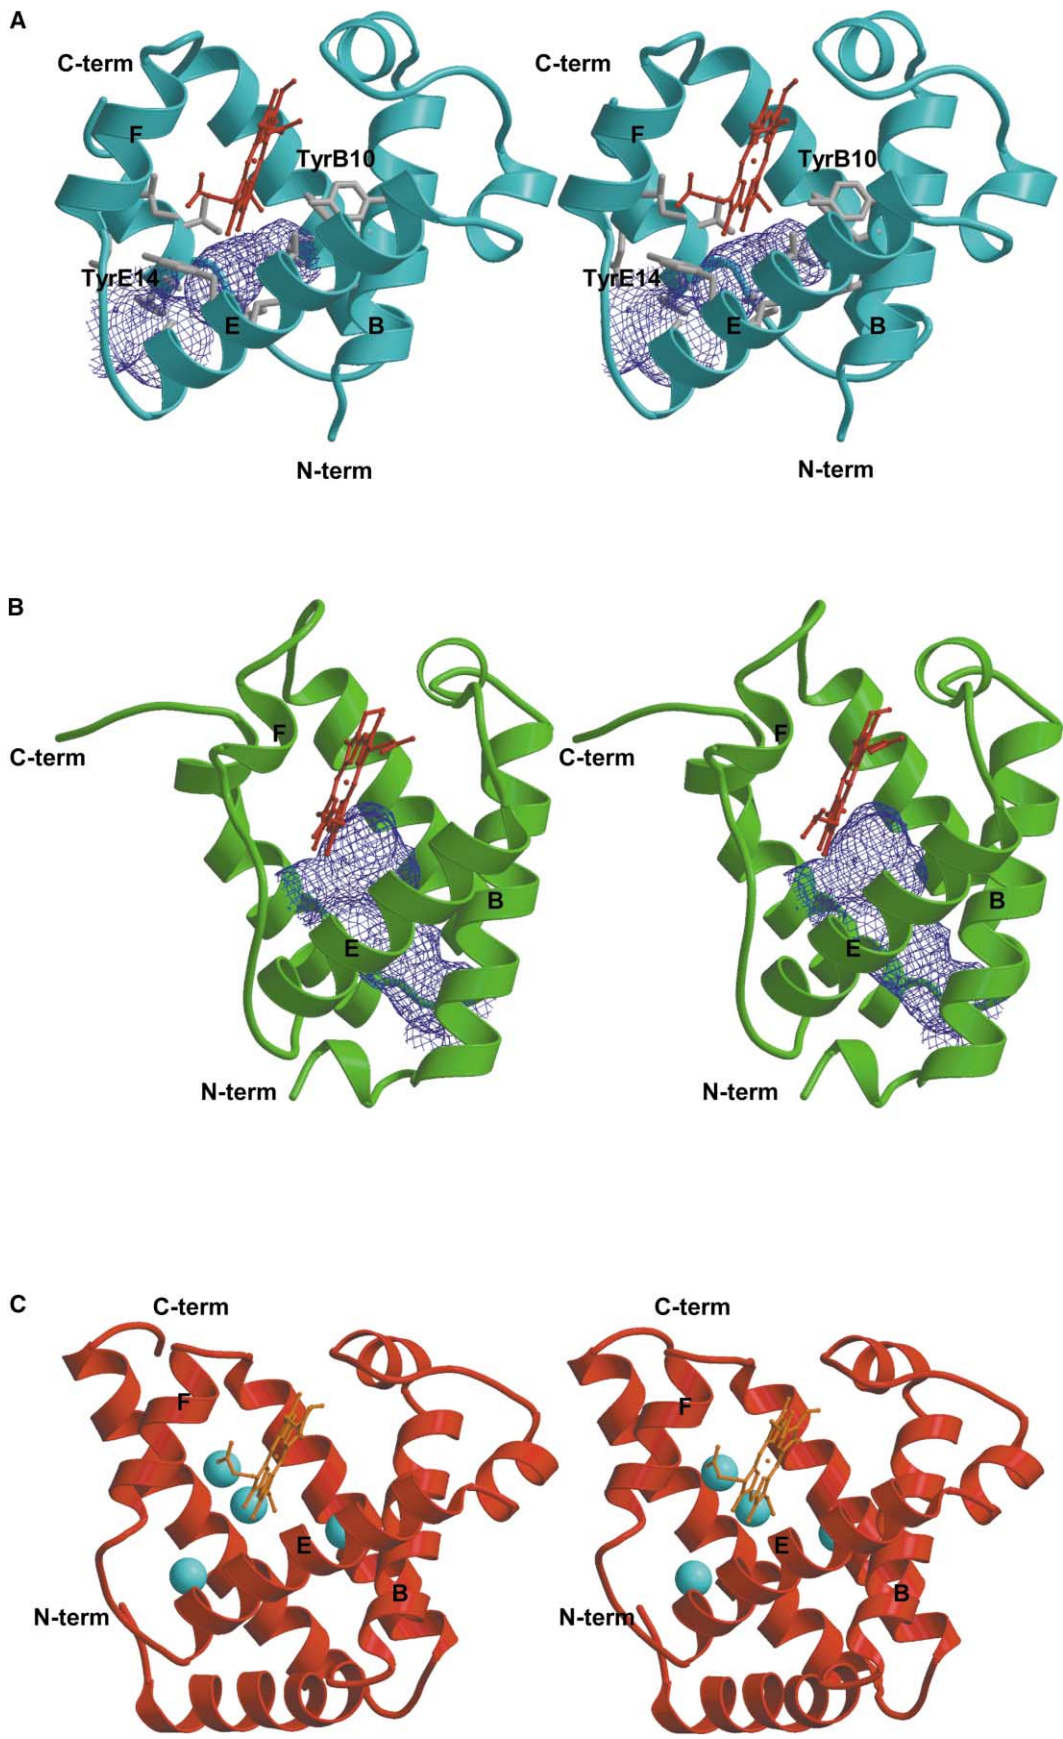 A
C-term C-term
F F
TyrB10 TyrB10
TyrE14 TyrE14
E B E B
N-term N-term
B
F F
C-term C-term
B B
E E
N-term N-term
C
C-term C-term
F F
E E
B B
N-term N-term